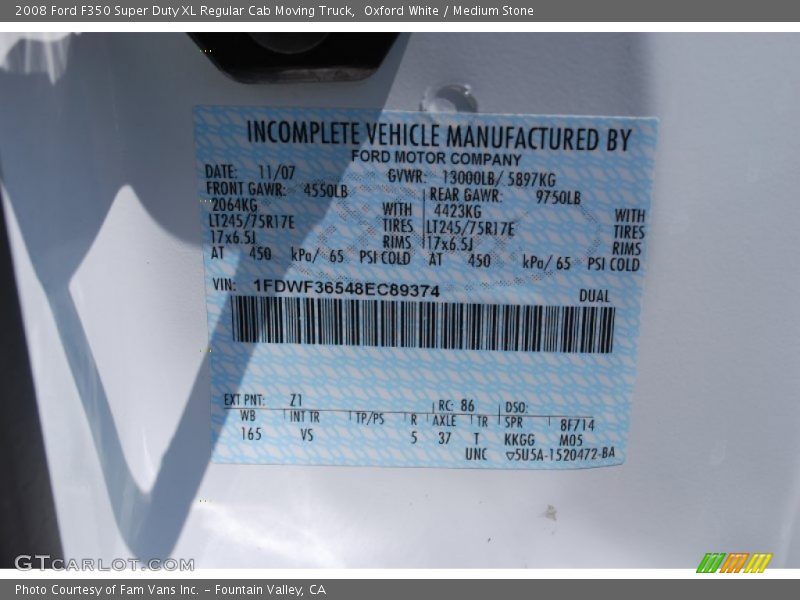 2008 Ford F350 Super Duty XL Regular Cab Moving Truck, Oxford White / Medium Stone
INCOMPLETE VEHICLE MANUFACTURED BY
FORD MOTOR COMPANY
DATE: 11/07 GVWR: 13000LB/ 5897KG
FRONT GAWR: 4550LB REAR GAWR: 9750LB
2064KG WITH 4423KG WITH
LT245/75R17E TIRES LT245/75R17E TIRES
17x6.5J RIMS 17x6.5J RIMS
AT 450 kPa/ 65 PSI COLD AT 450 kPa/ 65 PSI COLD
VIN: 1FDWF36548EC89374 DUAL
EXT PNT: Z1 RC: 86 DSO:
WB INT TR TP/PS R AXLE TR SPR 8F714
165 VS 5 37 T KKGG M05
UNC ▽5U5A-1520472-BA
GTCARLOT.COM
Photo Courtesy of Fam Vans Inc. - Fountain Valley, CA